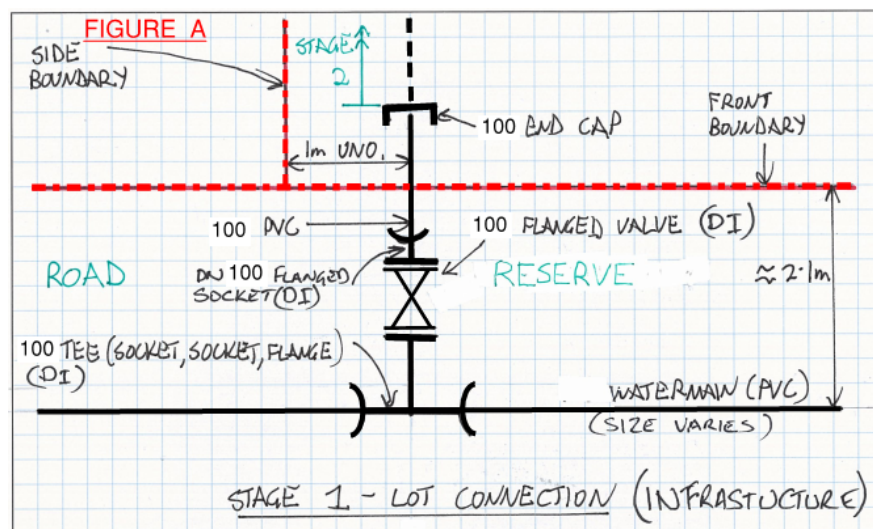 FIGURE A
SIDE
BOUNDARY
STAGE
2
100 END CAP
FRONT
BOUNDARY
1m UNO.
100 PVC
100 FLANGED VALVE (DI)
ROAD
DN 100 FLANGED
SOCKET (DI)
RESERVE
≈ 2.1m
100 TEE (SOCKET, SOCKET, FLANGE)
(DI)
WATERMAIN (PVC)
(SIZE VARIES)
STAGE 1 - LOT CONNECTION (INFRASTUCTURE)